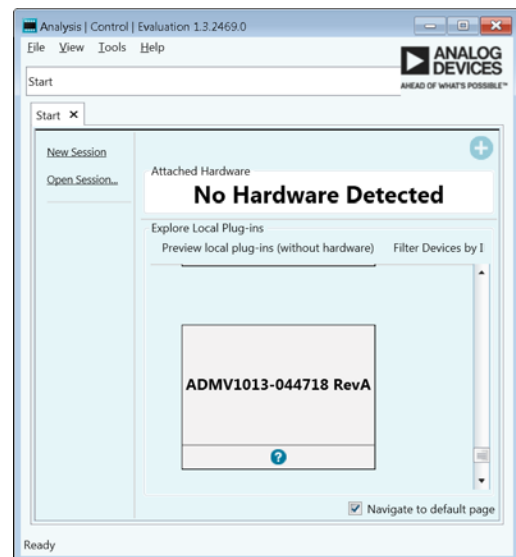 Analysis | Control | Evaluation 1.3.2469.0
File View Tools Help
ANALOG
DEVICES
AHEAD OF WHAT'S POSSIBLE™
Start
Start
New Session
Open Session...
Attached Hardware
No Hardware Detected
Explore Local Plug-ins
Preview local plug-ins (without hardware) Filter Devices by I
ADMV1013-044718 RevA
?
Navigate to default page
Ready